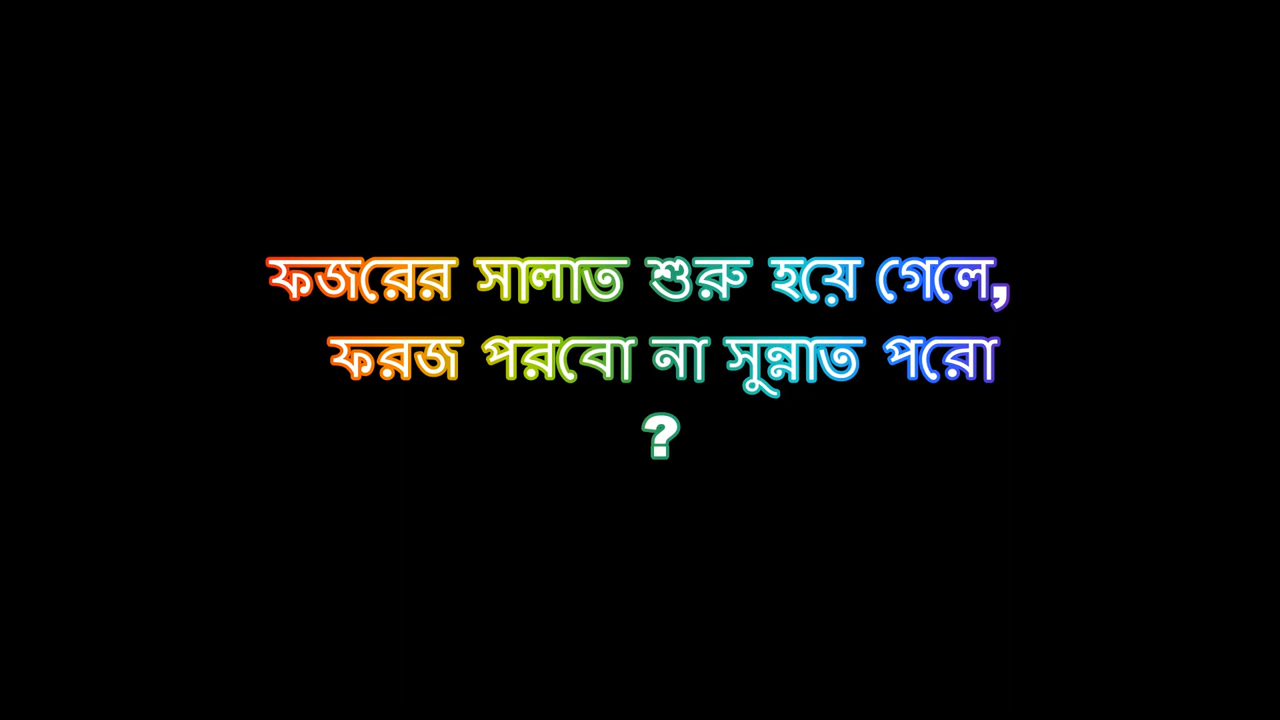 ফজরের সালাত শুরু হয়ে গেলে,
ফরজ পরবো না সুন্নাত পরো
?